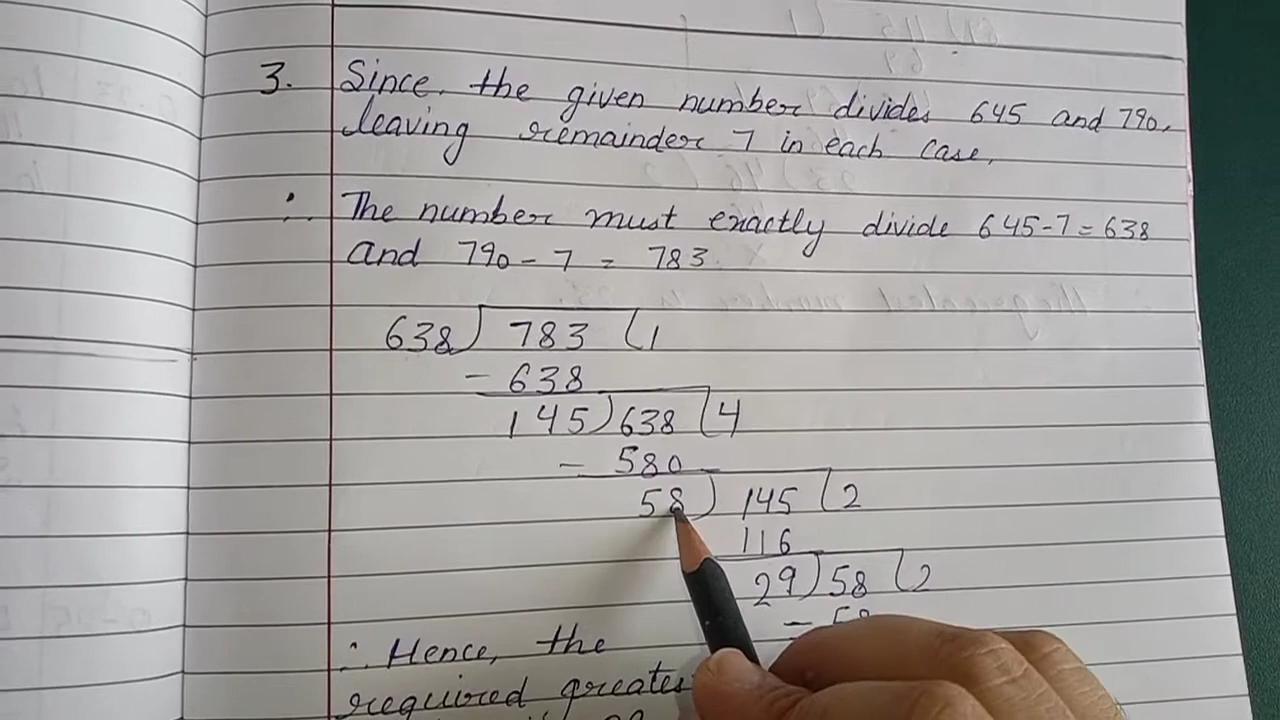 3. Since, the given number divides 645 and 790,
leaving remainder 7 in each case,
∴ The number must exactly divide 645-7=638
and 790-7=783
638)783(1
-638
145)638(4
-580
58)145(2
116
29)58(2
-58
∴ Hence, the
required greates